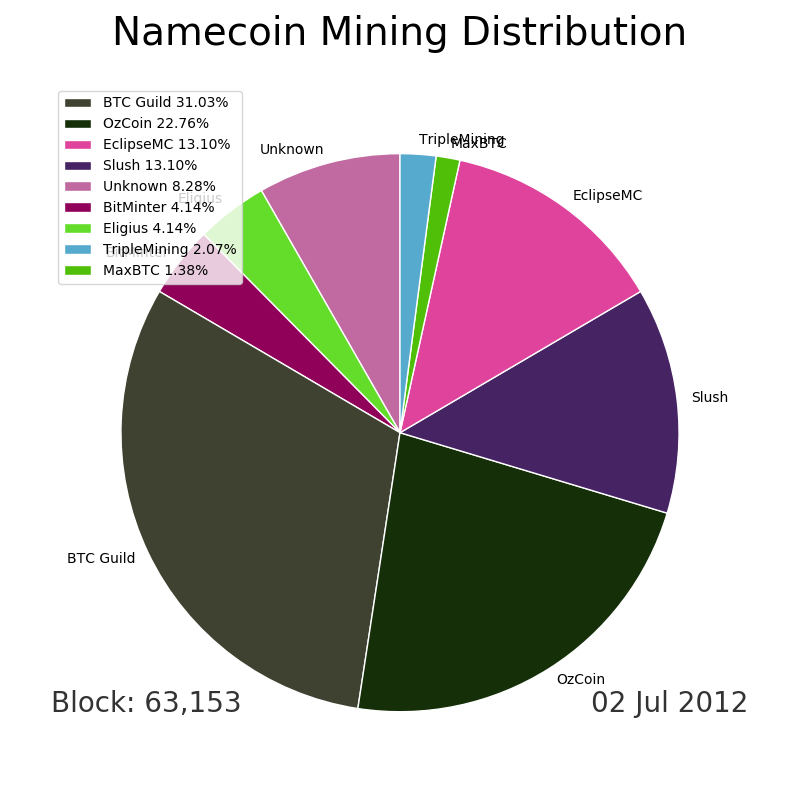 Namecoin Mining Distribution
BTC Guild 31.03%
OzCoin 22.76%
EclipseMC 13.10%
Slush 13.10%
Unknown 8.28%
BitMinter 4.14%
Eligius 4.14%
TripleMining 2.07%
MaxBTC 1.38%
TripleMining
MaxBTC
Unknown
EclipseMC
Eligius
BitMinter
Slush
BTC Guild
OzCoin
Block: 63,153
02 Jul 2012